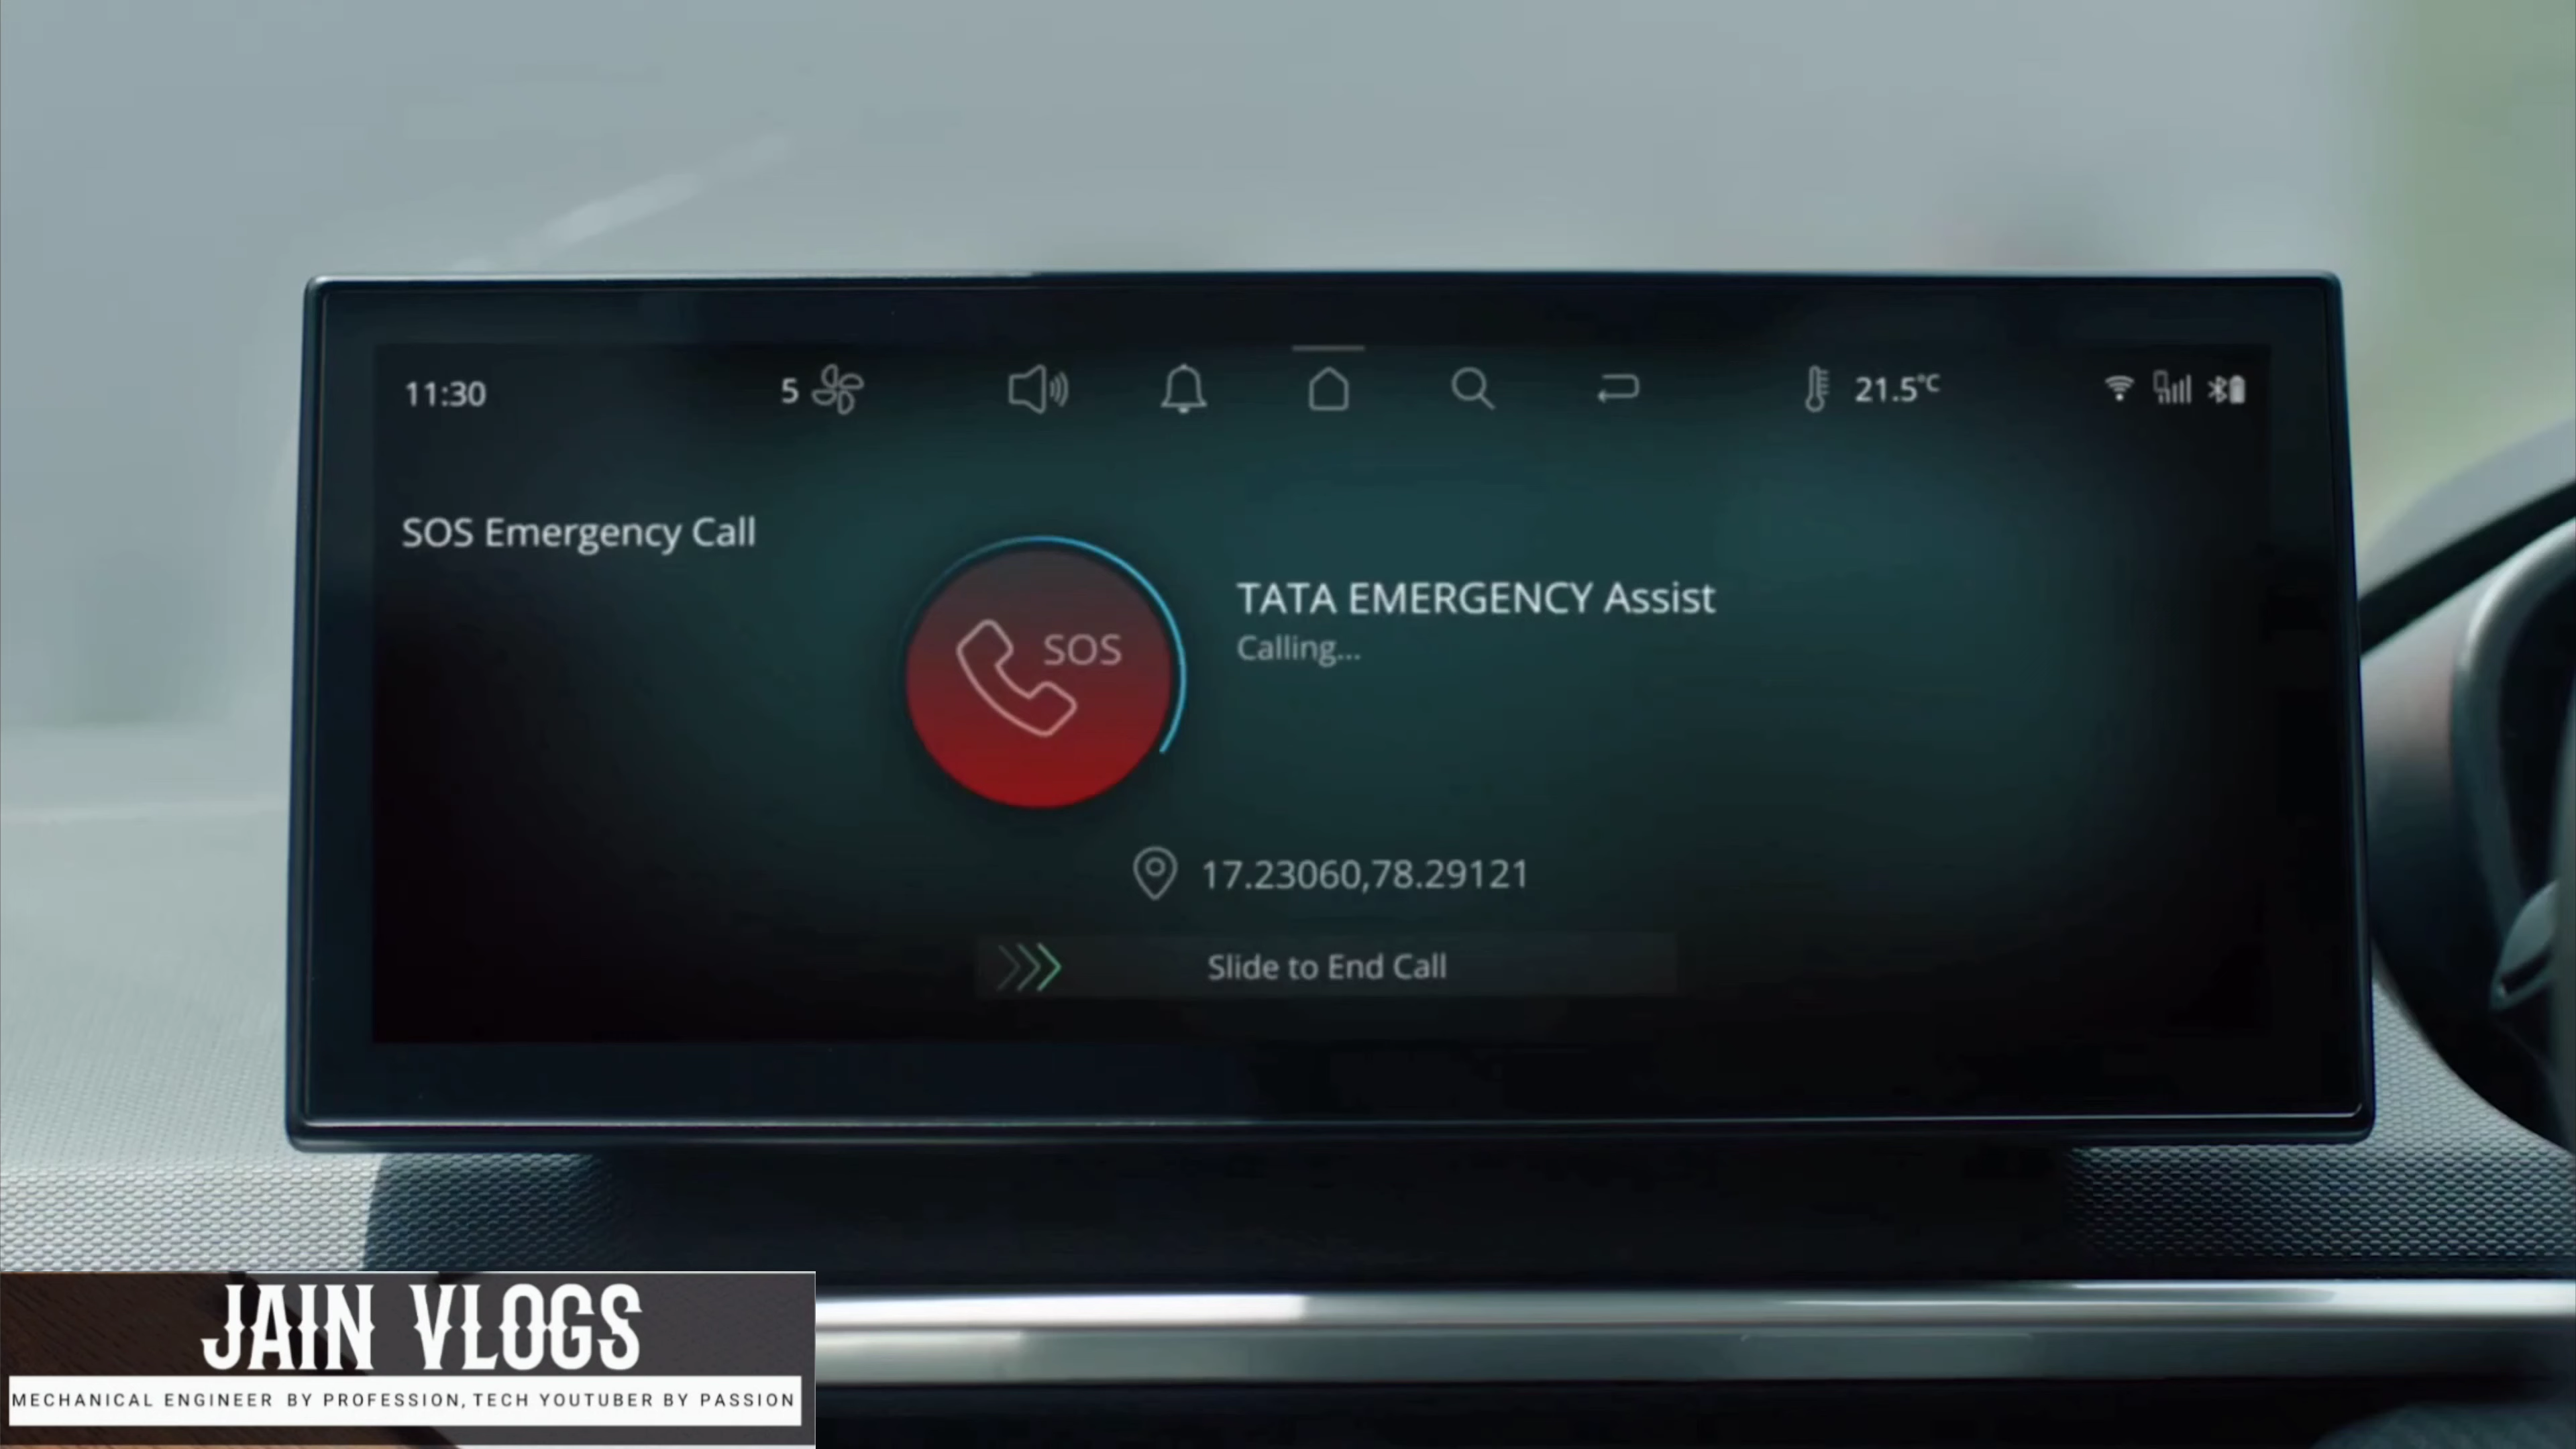 11:30
5
21.5°C
SOS Emergency Call
SOS
TATA EMERGENCY Assist
Calling...
17.23060,78.29121
Slide to End Call
JAIN VLOGS
MECHANICAL ENGINEER BY PROFESSION, TECH YOUTUBER BY PASSION